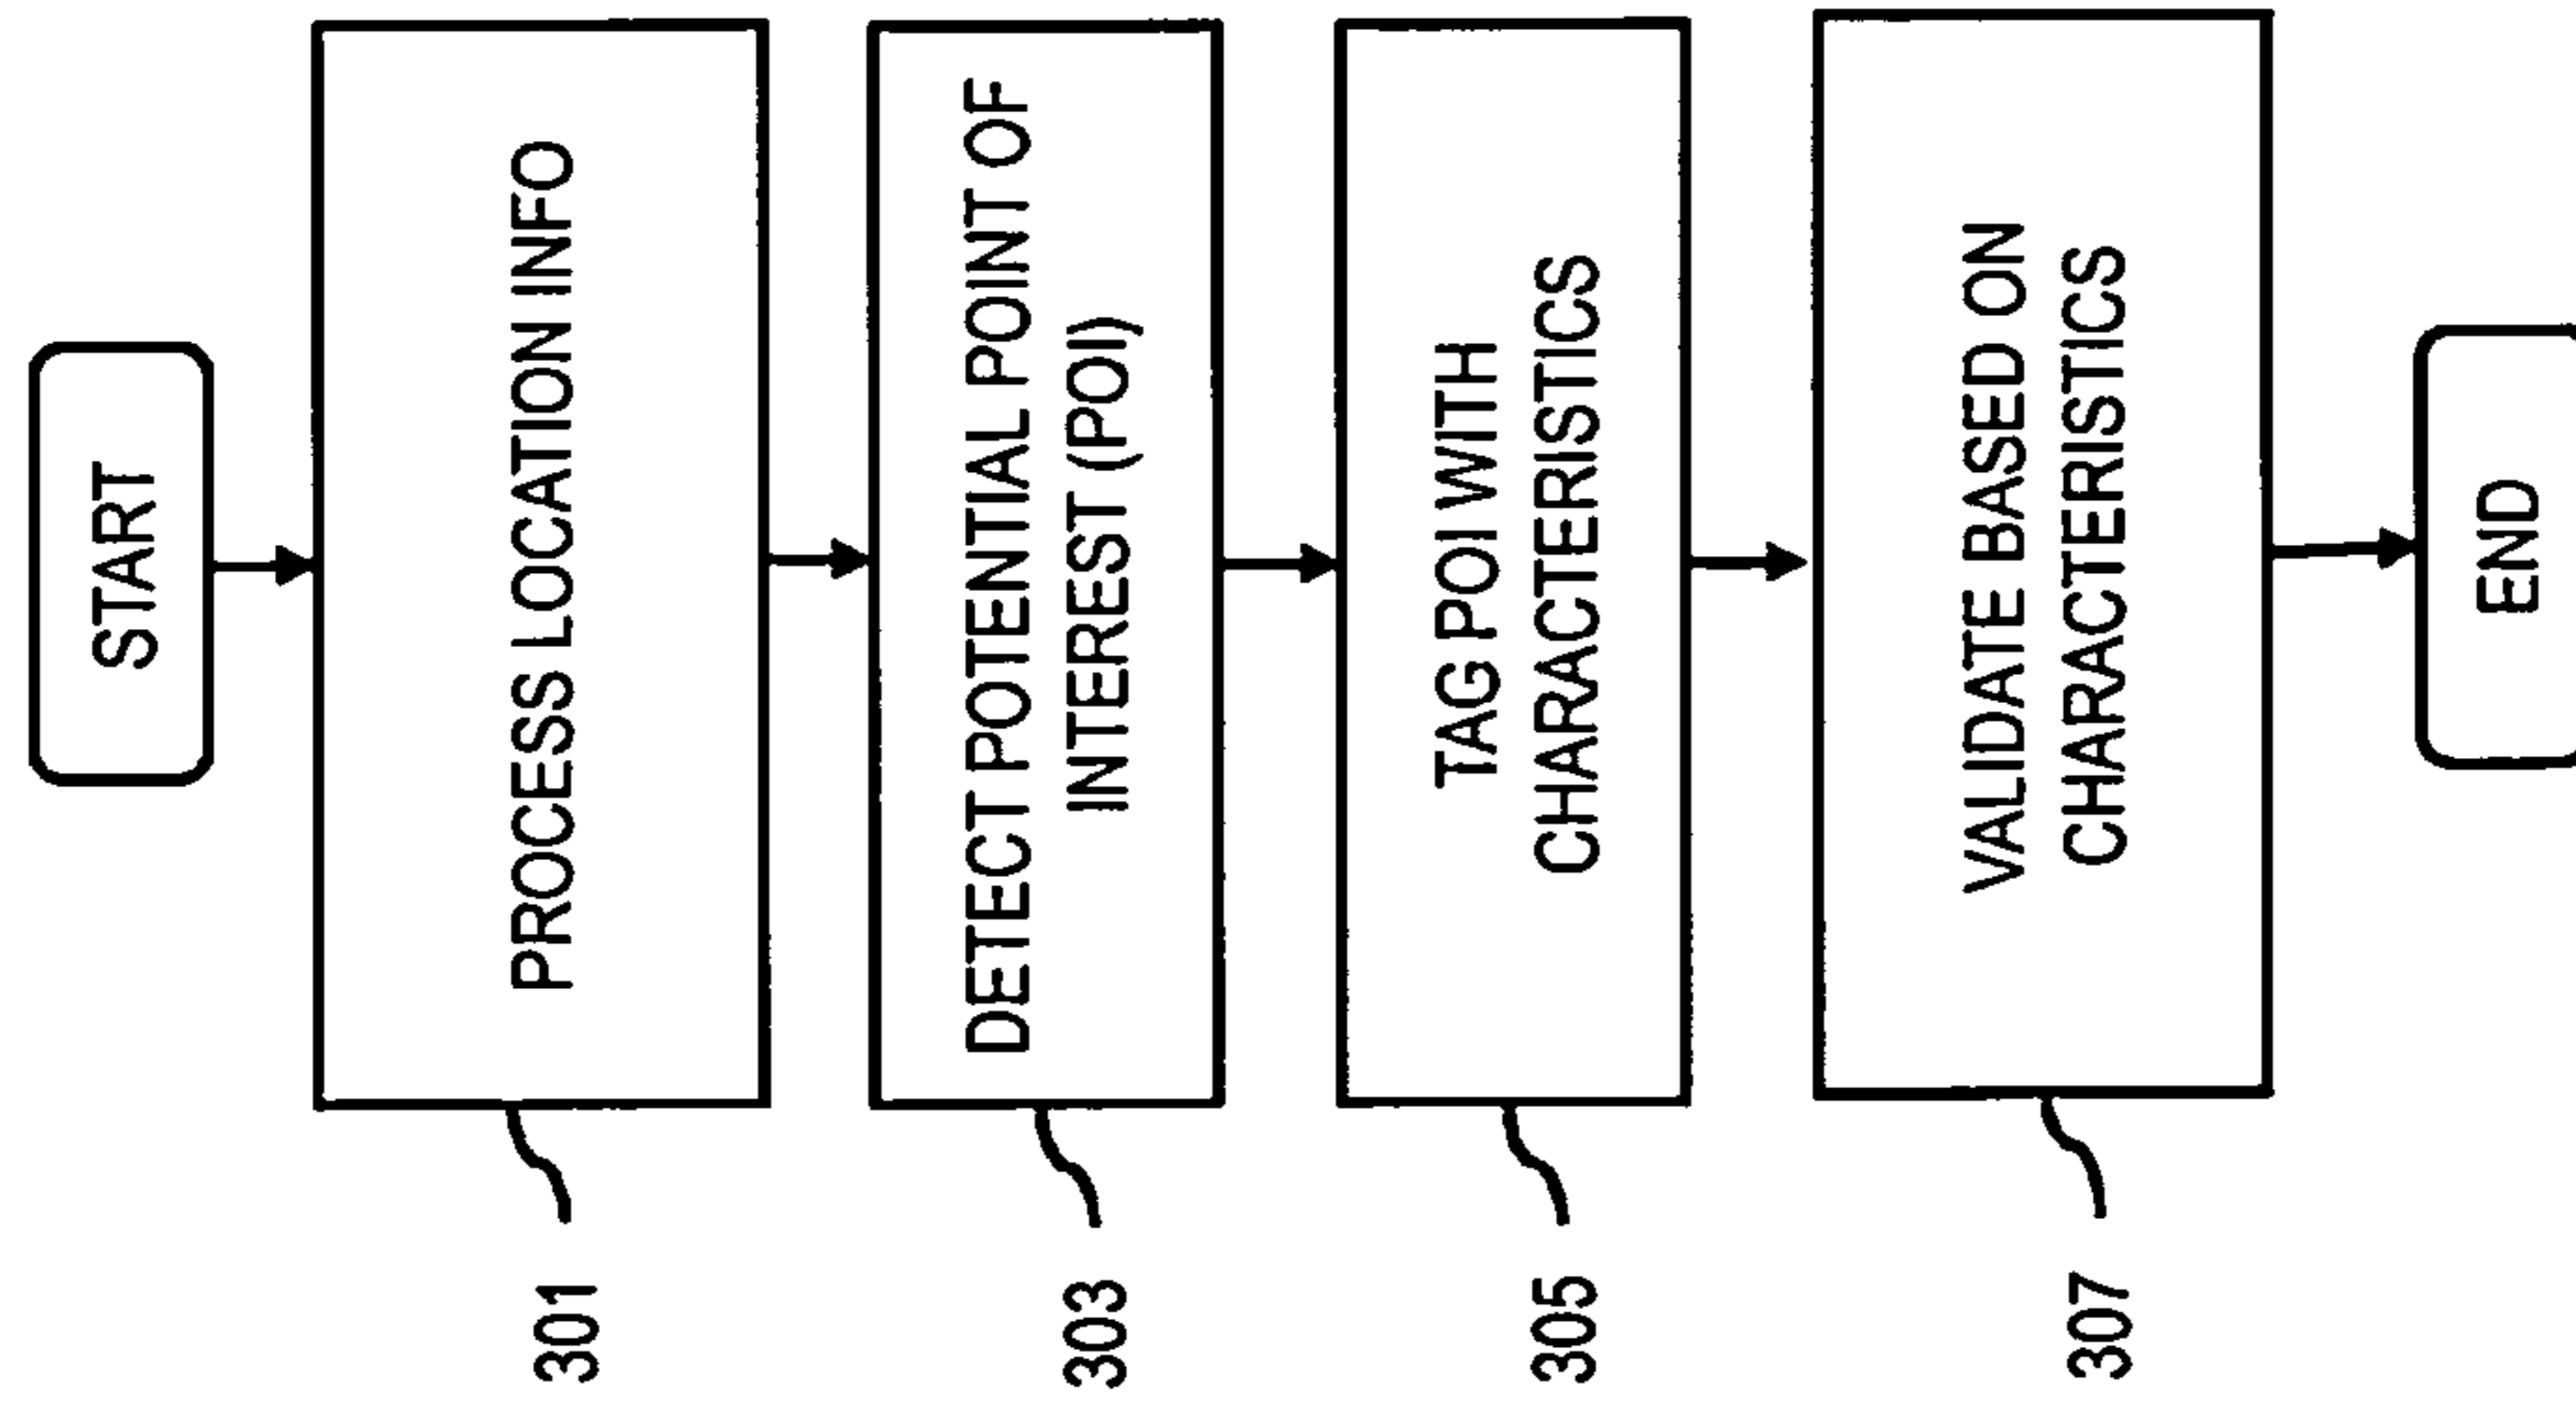 START
PROCESS LOCATION INFO
301
DETECT POTENTIAL POINT OF
INTEREST (POI)
303
TAG POI WITH
CHARACTERISTICS
305
VALIDATE BASED ON
CHARACTERISTICS
307
END